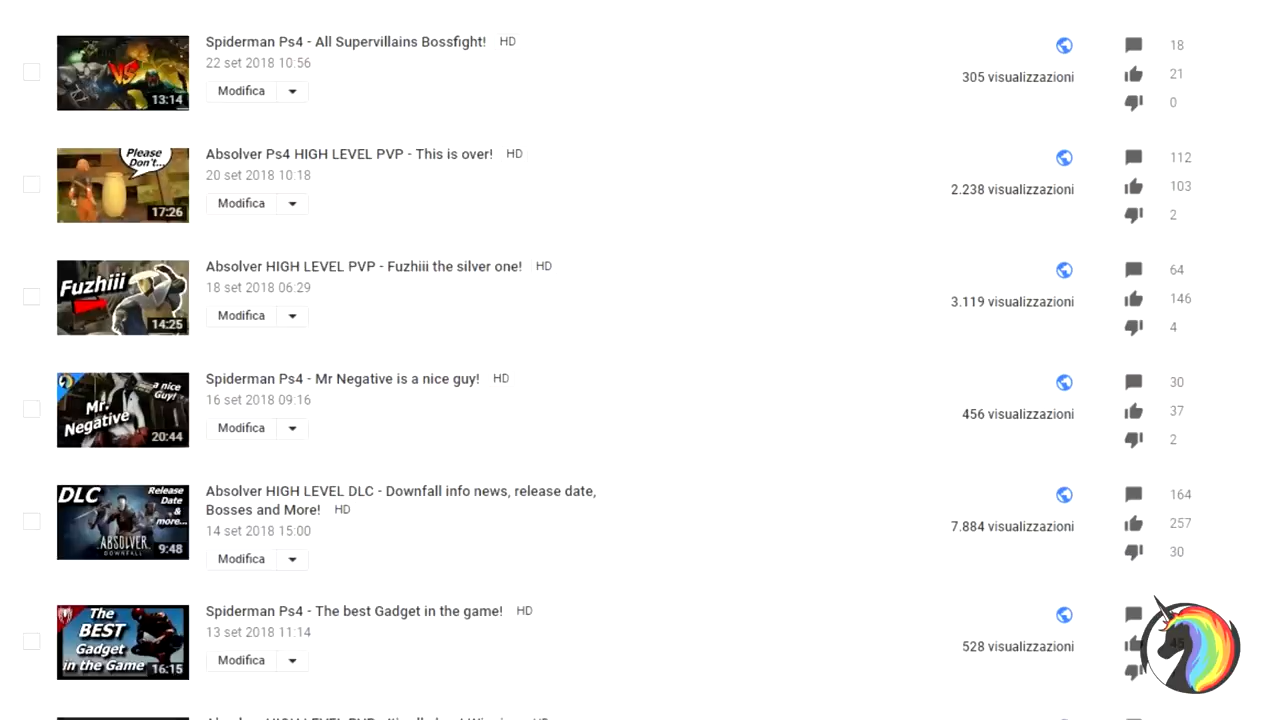 Spiderman Ps4 - All Supervillains Bossfight! HD
22 set 2018 10:56
Modifica
VS
13:14
305 visualizzazioni
18
21
0
Absolver Ps4 HIGH LEVEL PVP - This is over! HD
20 set 2018 10:18
Modifica
Please
Don't...
17:26
2.238 visualizzazioni
112
103
2
Absolver HIGH LEVEL PVP - Fuzhiii the silver one! HD
18 set 2018 06:29
Modifica
Fuzhiii
14:25
3.119 visualizzazioni
64
146
4
Spiderman Ps4 - Mr Negative is a nice guy! HD
16 set 2018 09:16
Modifica
a nice
Guy!
Mr.
Negative
20:44
456 visualizzazioni
30
37
2
Absolver HIGH LEVEL DLC - Downfall info news, release date,
Bosses and More! HD
14 set 2018 15:00
Modifica
DLC
Release
Date
&
more...
ABSOLVER
DOWNFALL
9:48
7.884 visualizzazioni
164
257
30
Spiderman Ps4 - The best Gadget in the game! HD
13 set 2018 11:14
Modifica
The
BEST
Gadget
in the Game
16:15
528 visualizzazioni
45